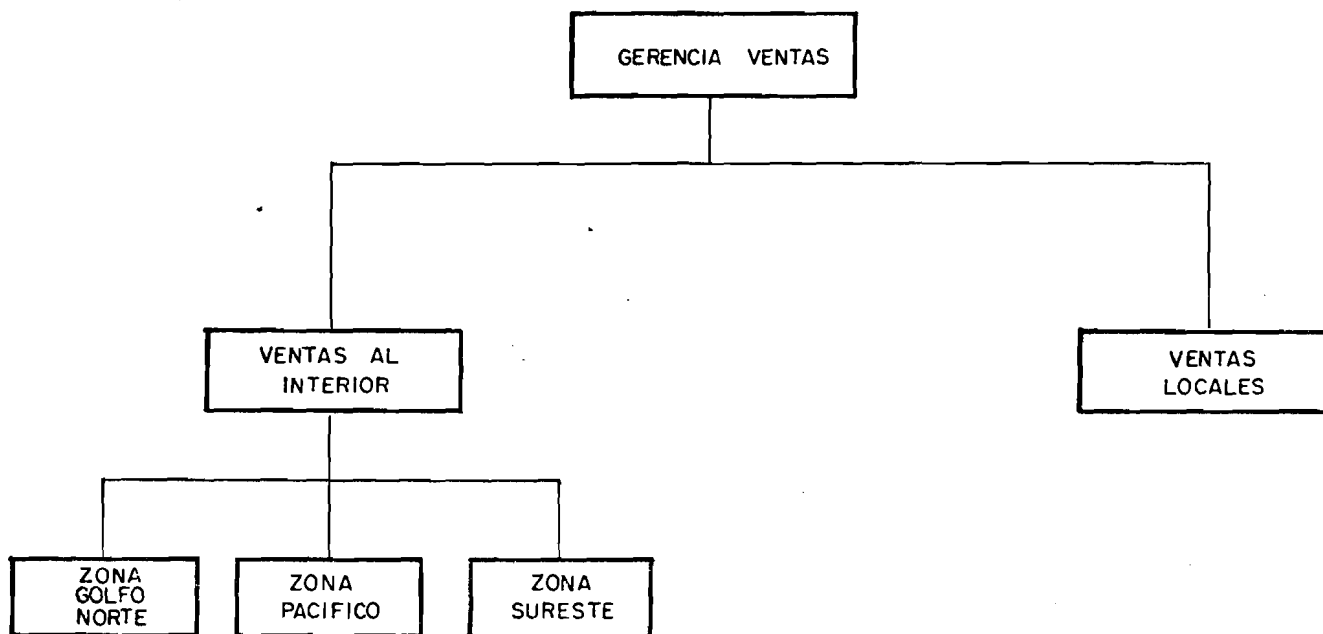 GERENCIA VENTAS
VENTAS AL
INTERIOR
VENTAS
LOCALES
ZONA
GOLFO
NORTE
ZONA
PACIFICO
ZONA
SURESTE